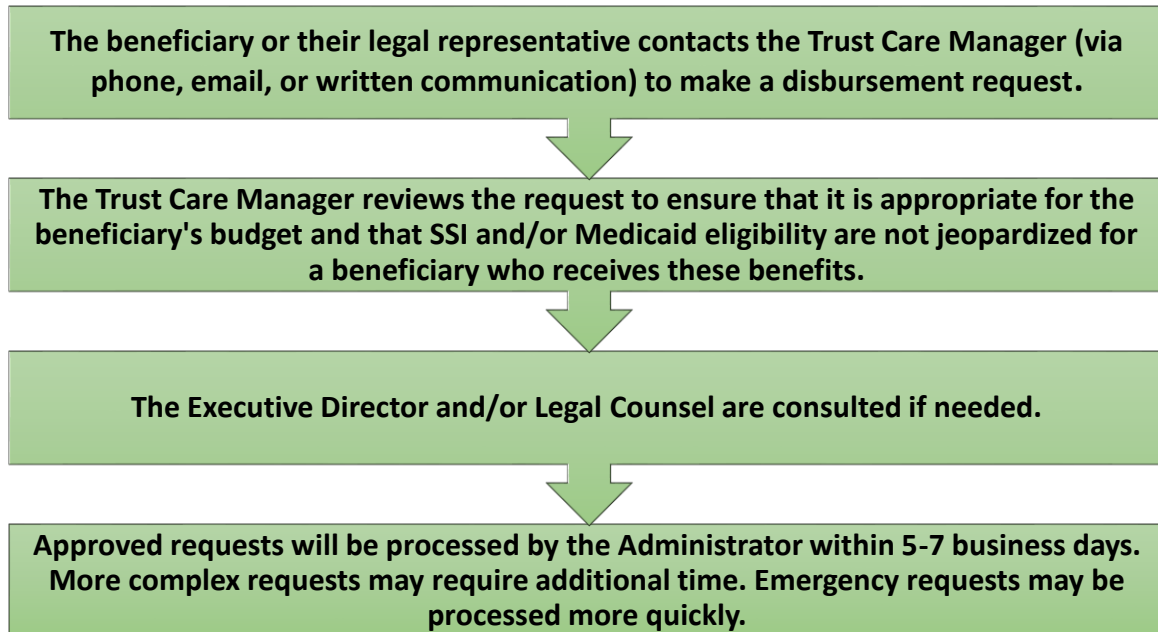 The beneficiary or their legal representative contacts the Trust Care Manager (via
phone, email, or written communication) to make a disbursement request.
The Trust Care Manager reviews the request to ensure that it is appropriate for the
beneficiary's budget and that SSI and/or Medicaid eligibility are not jeopardized for
a beneficiary who receives these benefits.
The Executive Director and/or Legal Counsel are consulted if needed.
Approved requests will be processed by the Administrator within 5-7 business days.
More complex requests may require additional time. Emergency requests may be
processed more quickly.